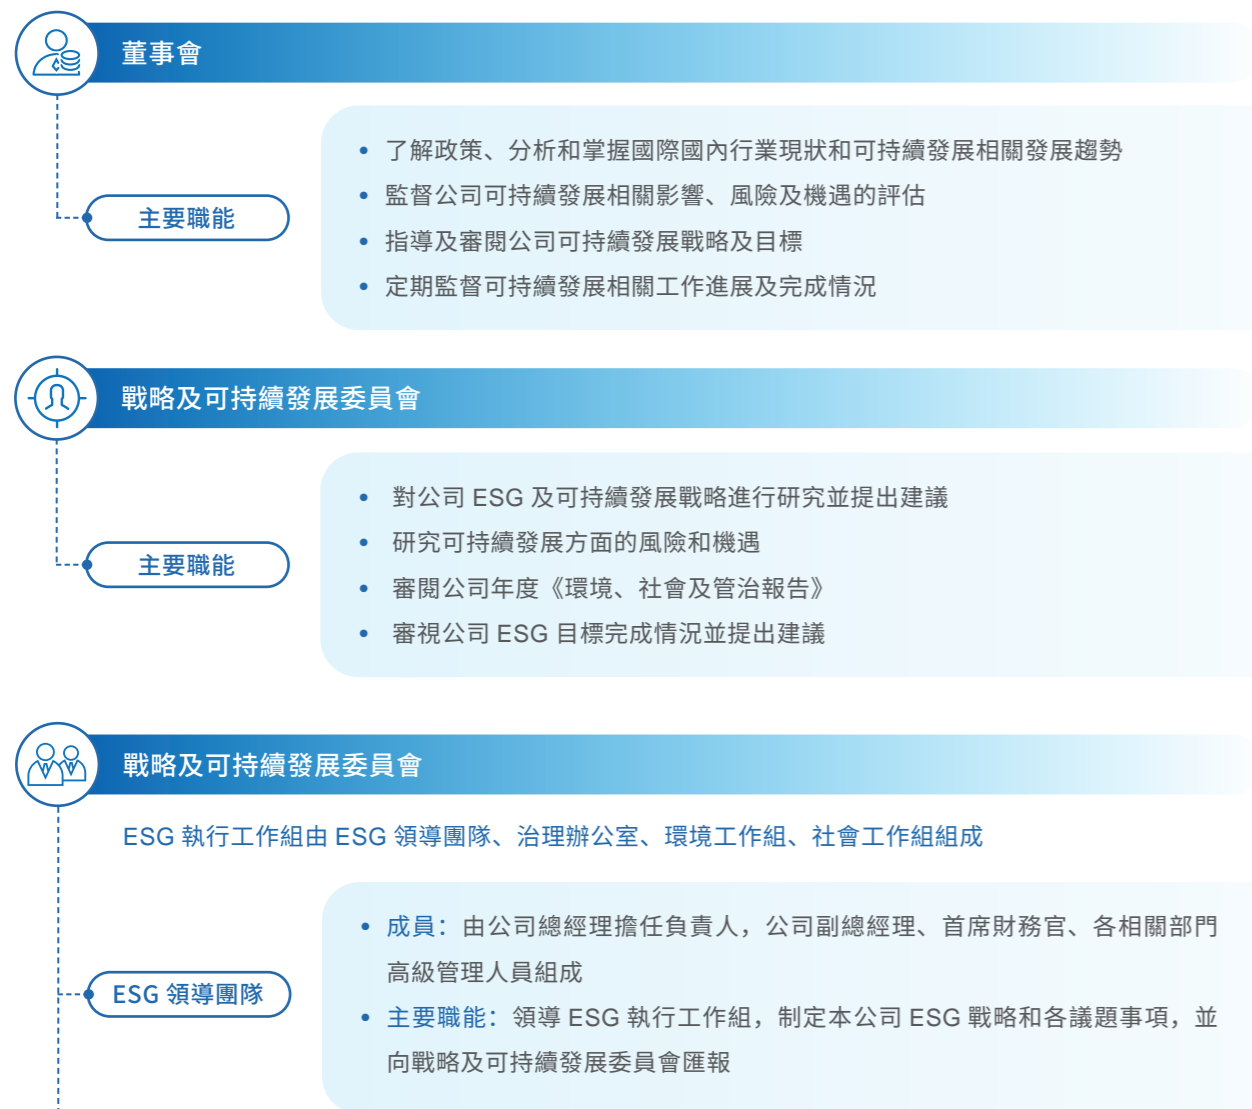 董事會
• 了解政策、分析和掌握國際國內行業現狀和可持續發展相關發展趨勢
• 監督公司可持續發展相關影響、風險及機遇的評估
主要職能
• 指導及審閱公司可持續發展戰略及目標
• 定期監督可持續發展相關工作進展及完成情況
戰略及可持續發展委員會
• 對公司 ESG 及可持續發展戰略進行研究並提出建議
• 研究可持續發展方面的風險和機遇
主要職能
• 審閱公司年度《環境、社會及管治報告》
• 審視公司 ESG 目標完成情況並提出建議
戰略及可持續發展委員會
ESG 執行工作組由 ESG 領導團隊、治理辦公室、環境工作組、社會工作組組成
• 成員：由公司總經理擔任負責人，公司副總經理、首席財務官、各相關部門
高級管理人員組成
ESG 領導團隊
• 主要職能：領導 ESG 執行工作組，制定本公司 ESG 戰略和各議題事項，並
向戰略及可持續發展委員會匯報